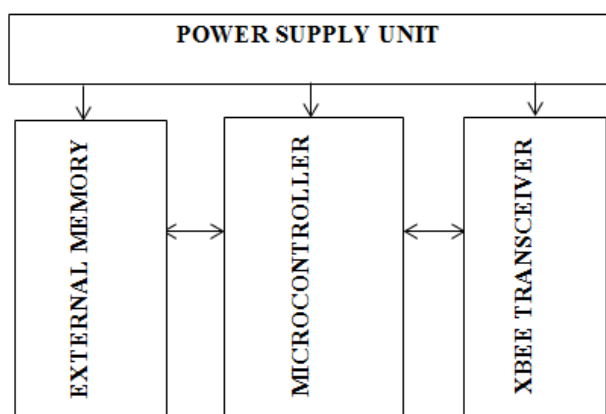 POWER SUPPLY UNIT
EXTERNAL MEMORY
MICROCONTROLLER
XBEE TRANSCEIVER